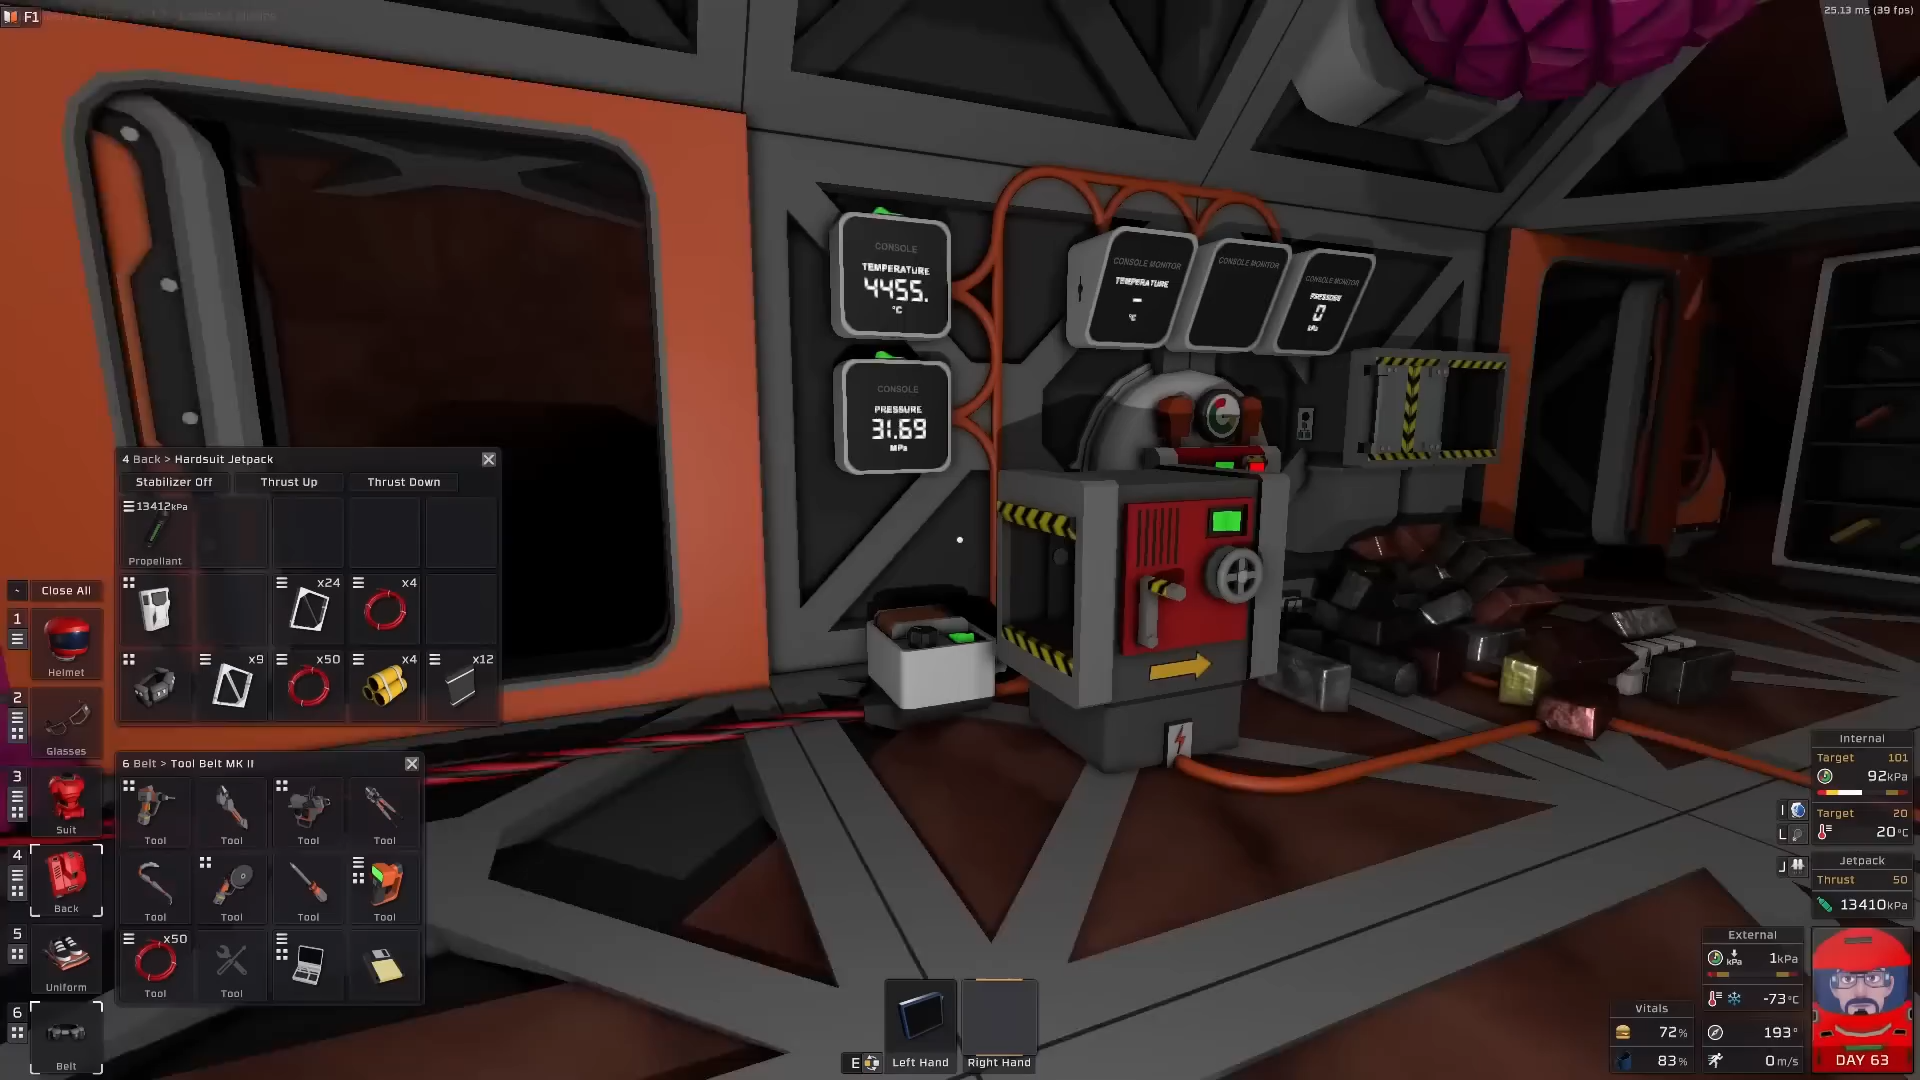 F1
25.13 ms (39 fps)
CONSOLE
TEMPERATURE
4455.
°C
CONSOLE
PRESSURE
31.69
MPa
CONSOLE MONITOR
TEMPERATURE
-
°C
CONSOLE MONITOR
CONSOLE MONITOR
PRESSURE
0
kPa
4 Back > Hardsuit Jetpack
Stabilizer Off
Thrust Up
Thrust Down
13412kPa
Propellant
x24
x4
x9
x50
x4
x12
6 Belt > Tool Belt MK II
Tool
Tool
Tool
Tool
Tool
Tool
Tool
Tool
x50
Tool
Tool
~
Close All
1
Helmet
2
Glasses
3
Suit
4
Back
5
Uniform
6
Belt
E
Left Hand
Right Hand
Internal
Target 101
92kPa
I
Target 20
L
20°C
J
Jetpack
Thrust 50
13410kPa
External
kPa
1kPa
-73°C
193°
0m/s
Vitals
72%
83%
DAY 63